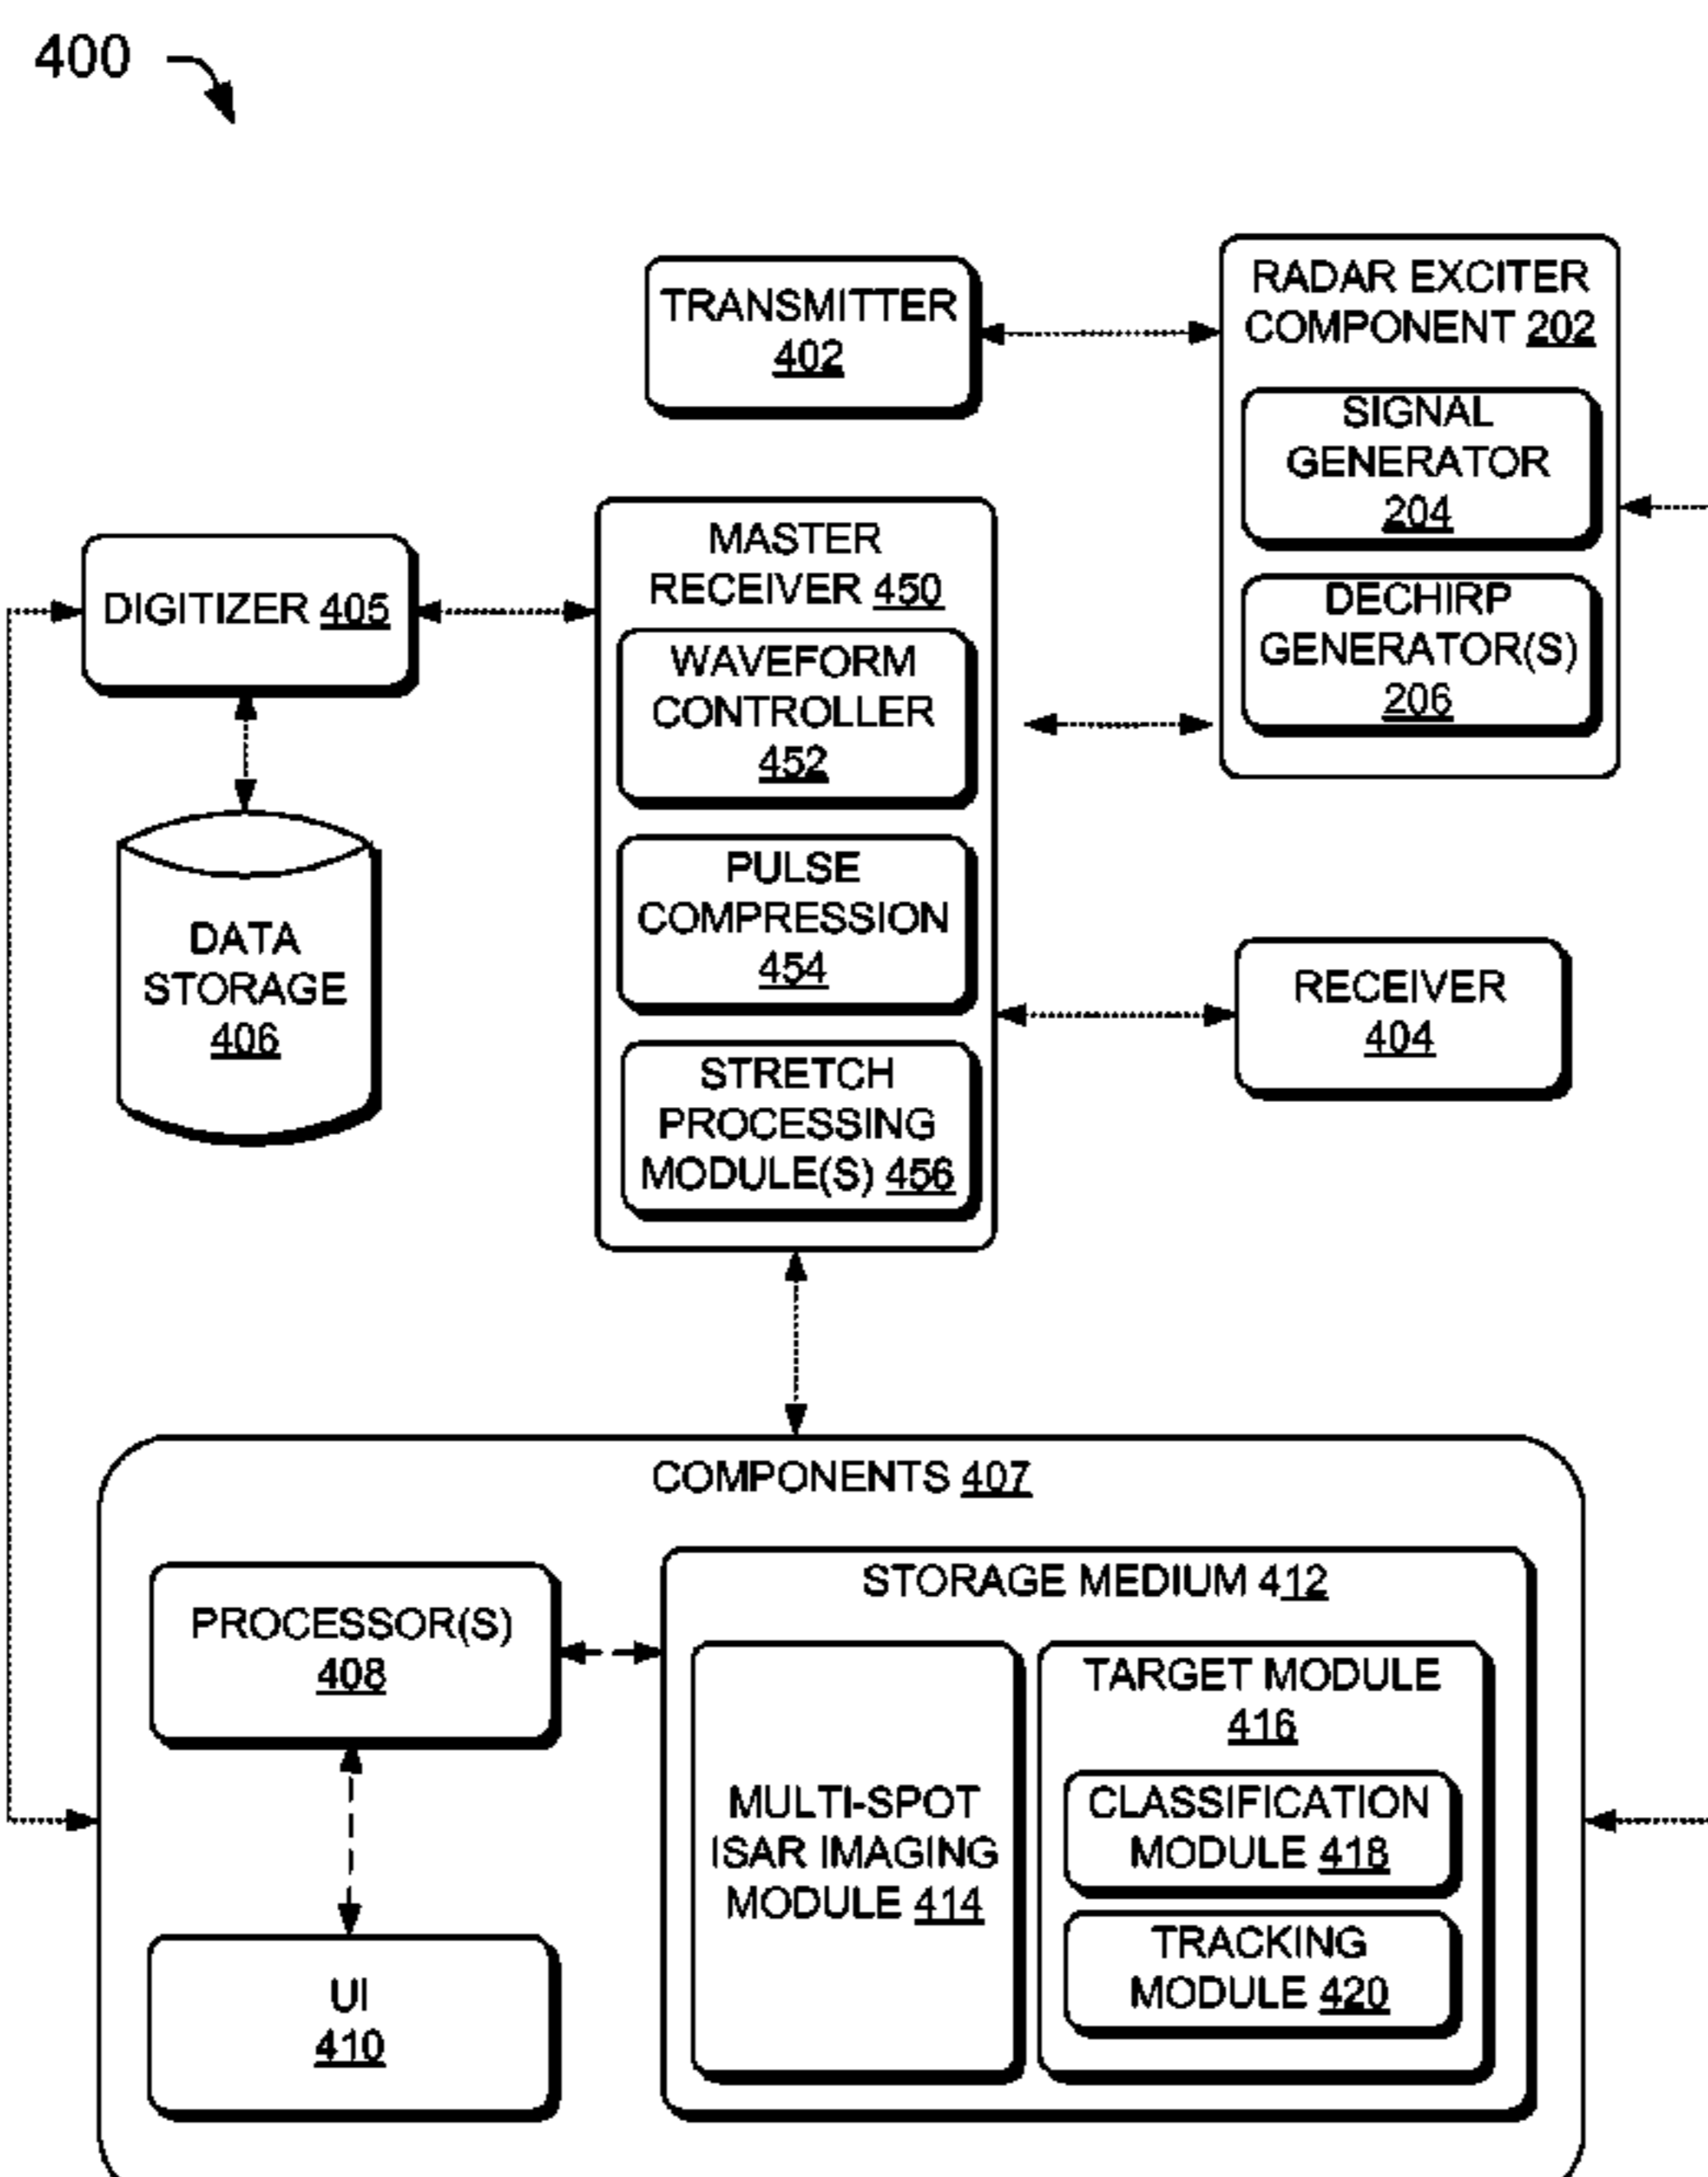 400
TRANSMITTER
402
RADAR EXCITER
COMPONENT 202
SIGNAL
GENERATOR
204
DECHIRP
GENERATOR(S)
206
MASTER
RECEIVER 450
DIGITIZER 405
WAVEFORM
CONTROLLER
452
PULSE
COMPRESSION
454
STRETCH
PROCESSING
MODULE(S) 456
DATA
STORAGE
406
RECEIVER
404
COMPONENTS 407
PROCESSOR(S)
408
UI
410
STORAGE MEDIUM 412
MULTI-SPOT
ISAR IMAGING
MODULE 414
TARGET MODULE
416
CLASSIFICATION
MODULE 418
TRACKING
MODULE 420